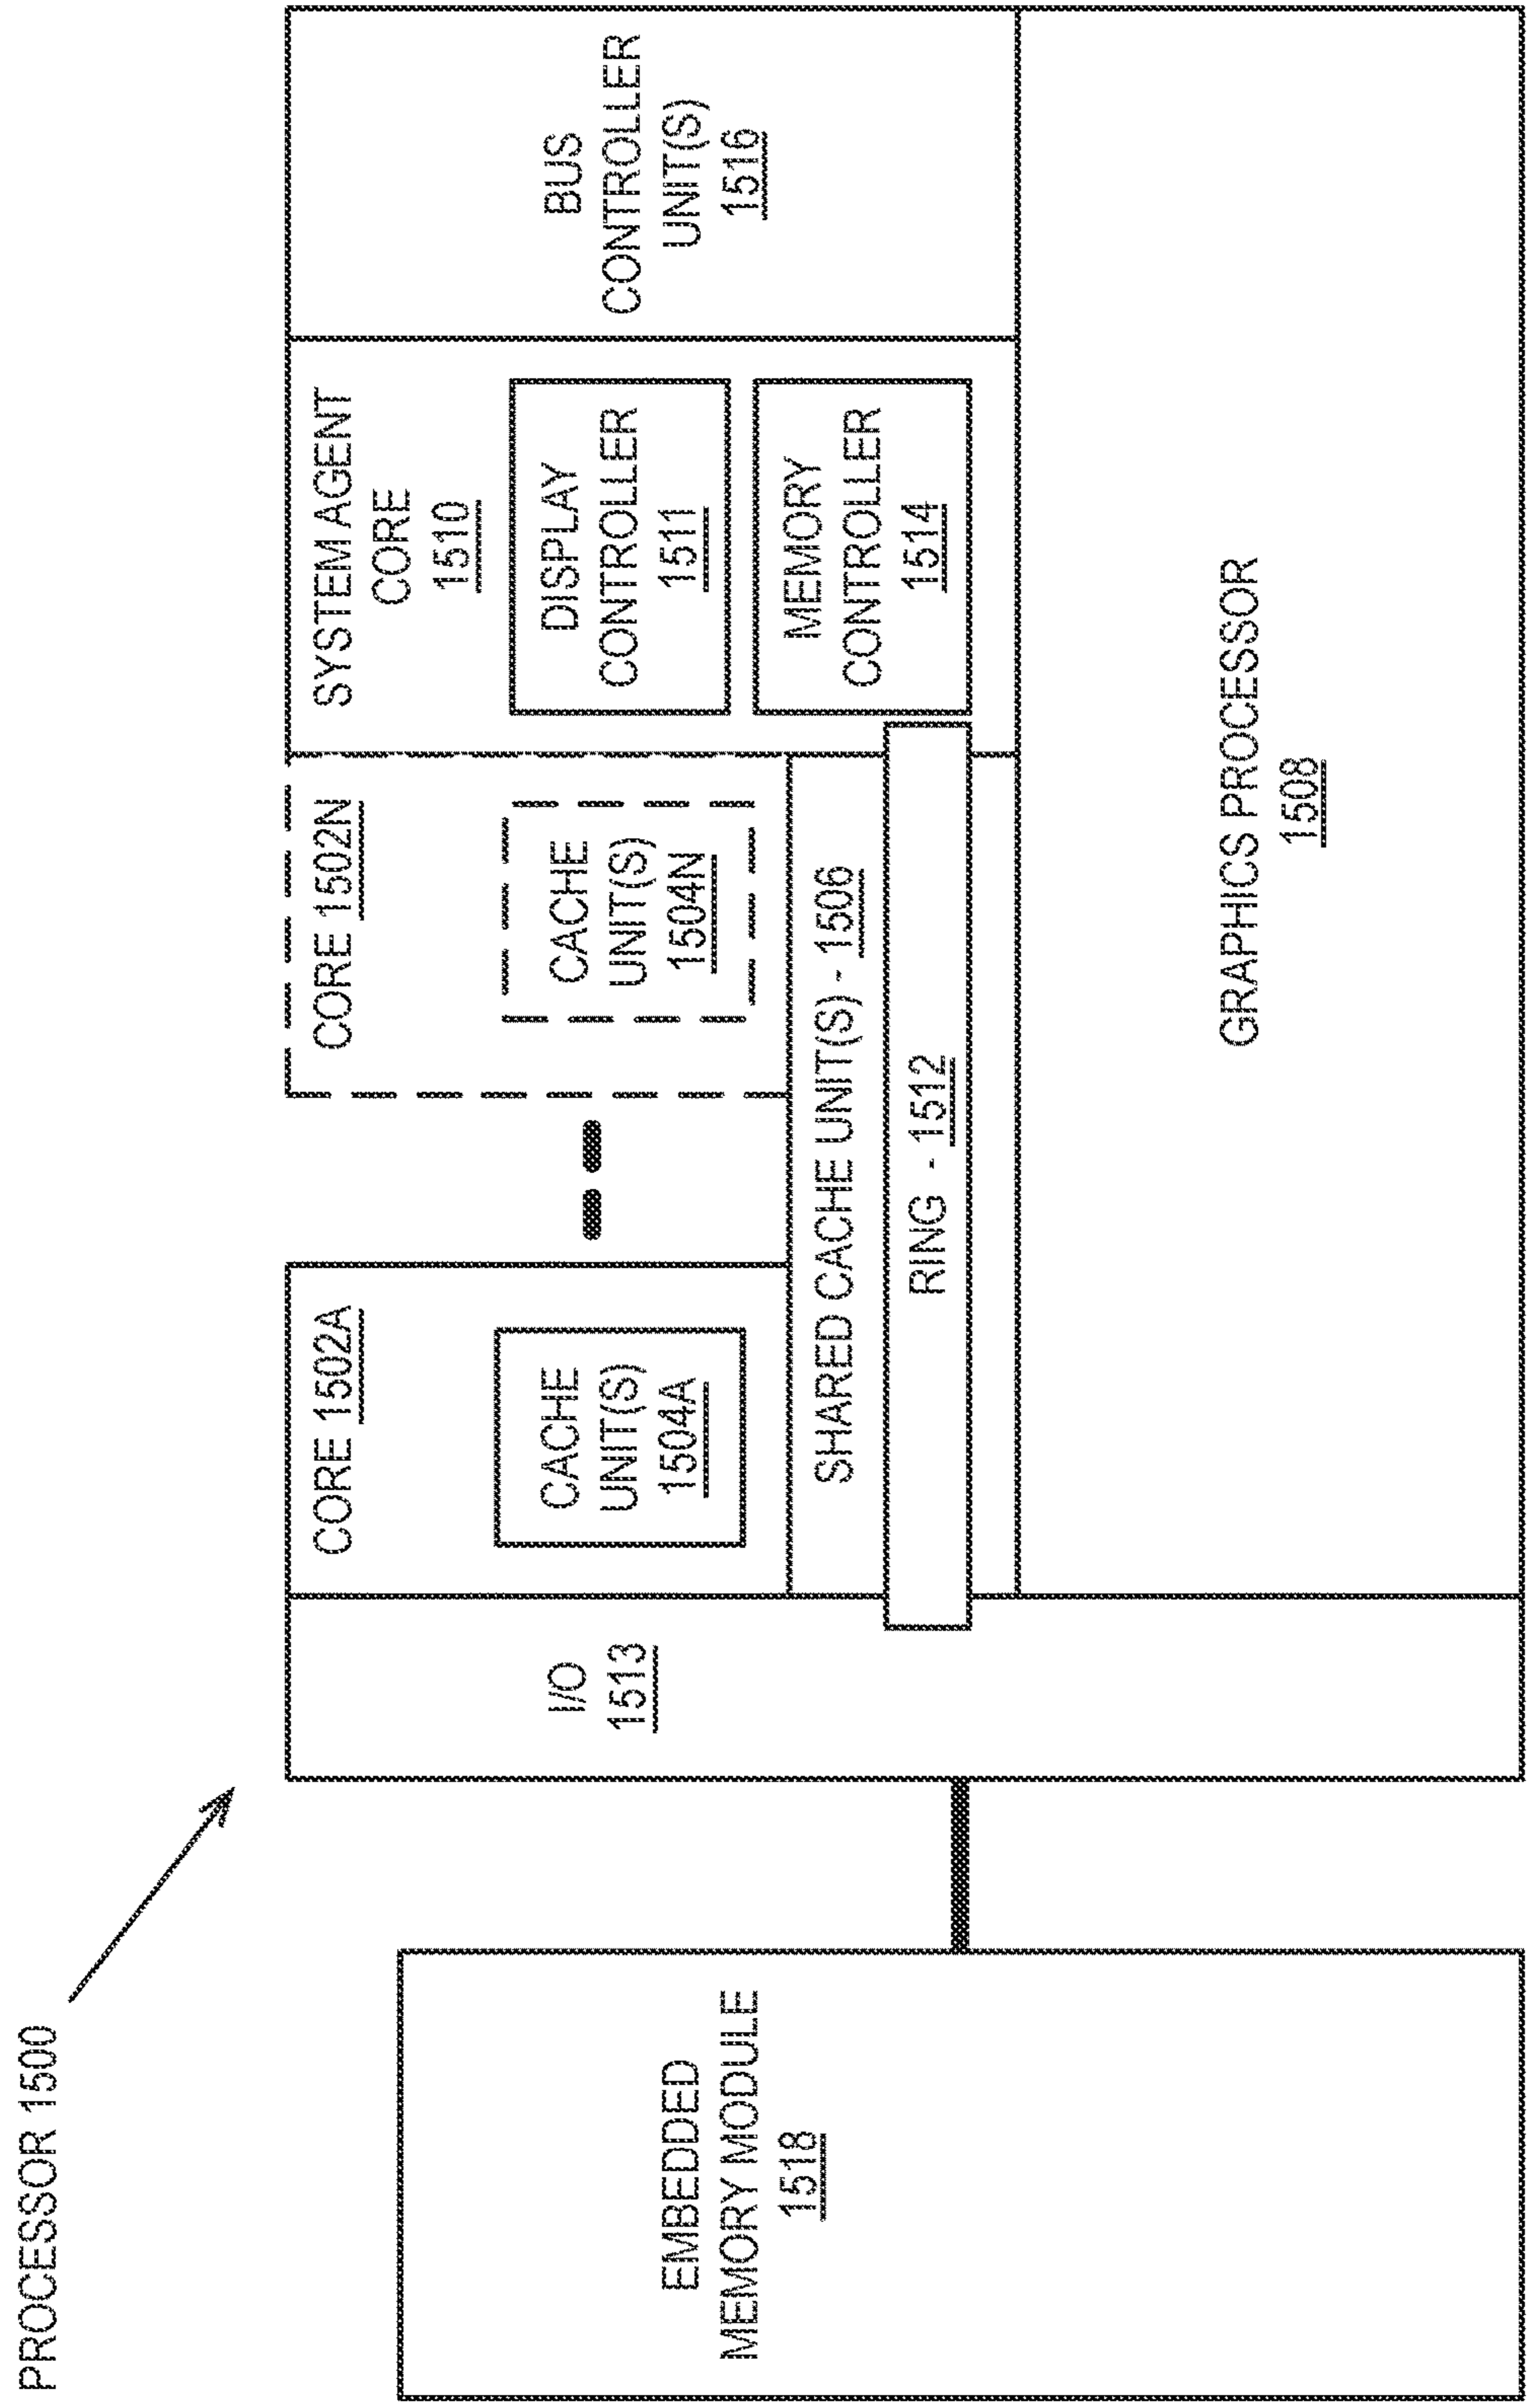 PROCESSOR 1500
EMBEDDED
MEMORY MODULE
1518
I/O
1513
CORE 1502A
CACHE
UNIT(S)
1504A
CORE 1502N
CACHE
UNIT(S)
1504N
SHARED CACHE UNIT(S) - 1506
RING - 1512
SYSTEM AGENT
CORE
1510
DISPLAY
CONTROLLER
1511
MEMORY
CONTROLLER
1514
BUS
CONTROLLER
UNIT(S)
1516
GRAPHICS PROCESSOR
1508